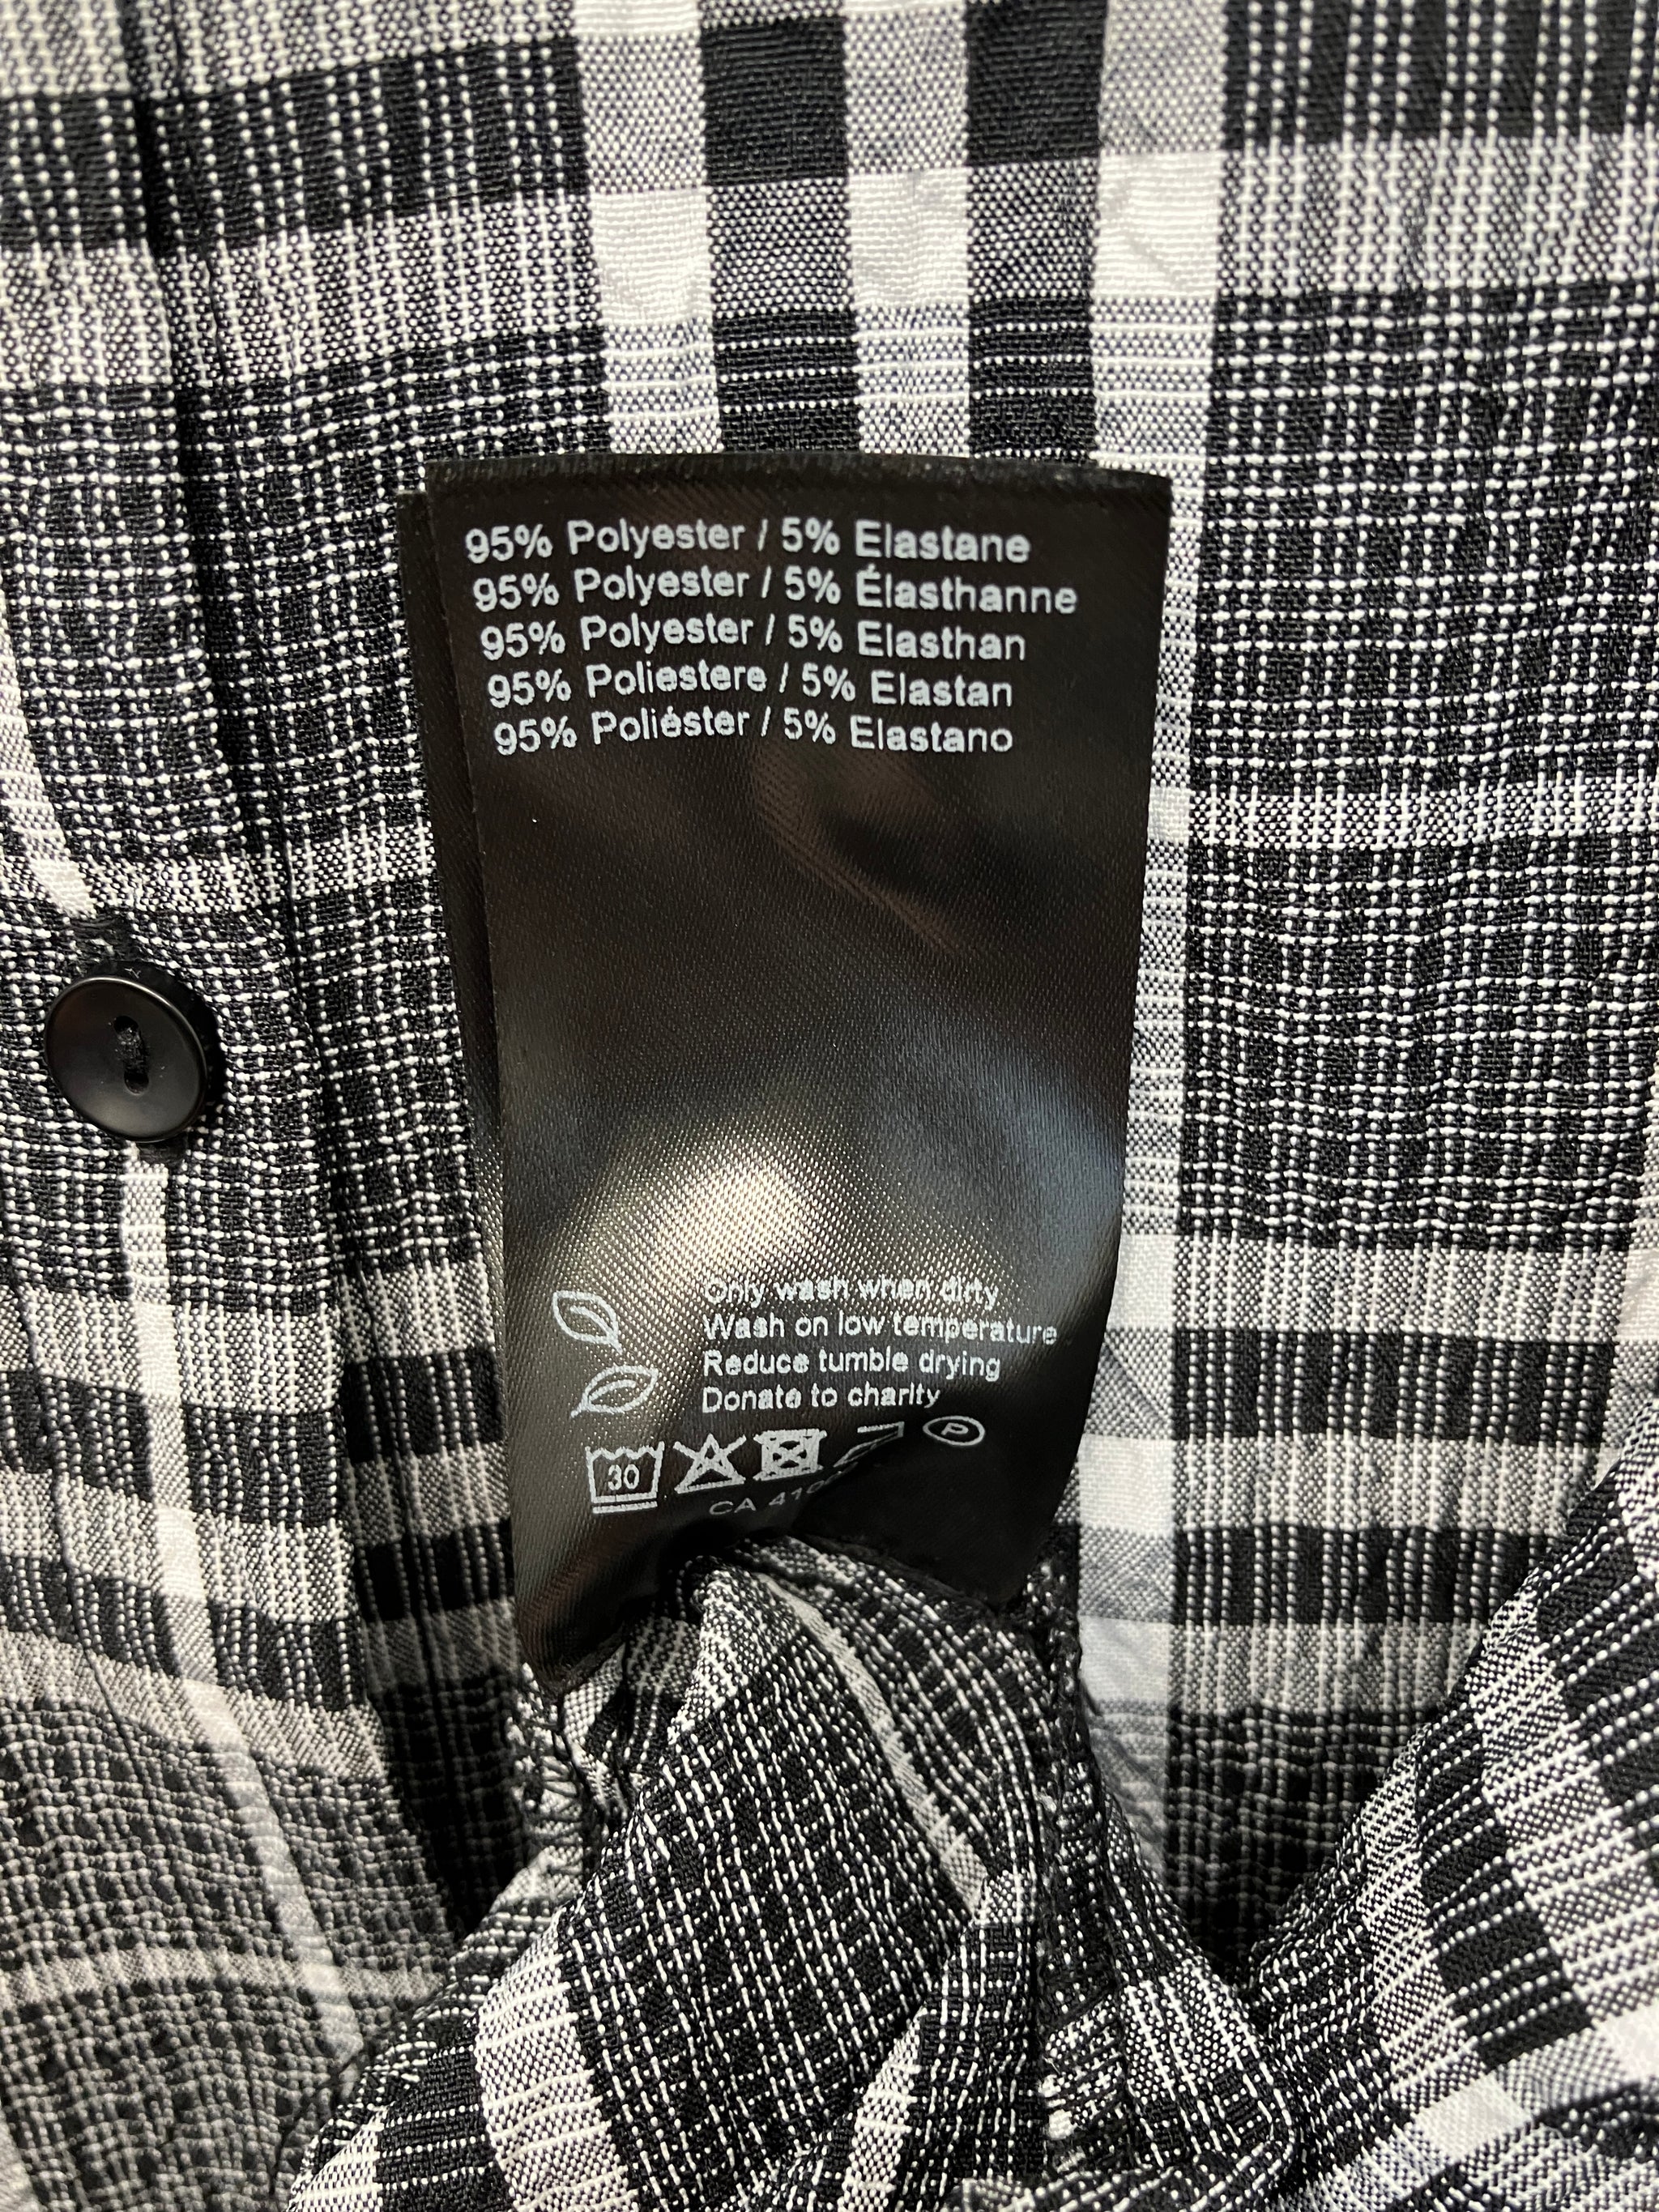 95% Polyester / 5% Elastane
95% Polyester / 5% Élasthanne
95% Polyester / 5% Elasthan
95% Poliestere / 5% Elastan
95% Poliéster / 5% Elastano
Only wash when dirty
Wash on low temperature
Reduce tumble drying
Donate to charity
30 P
CA